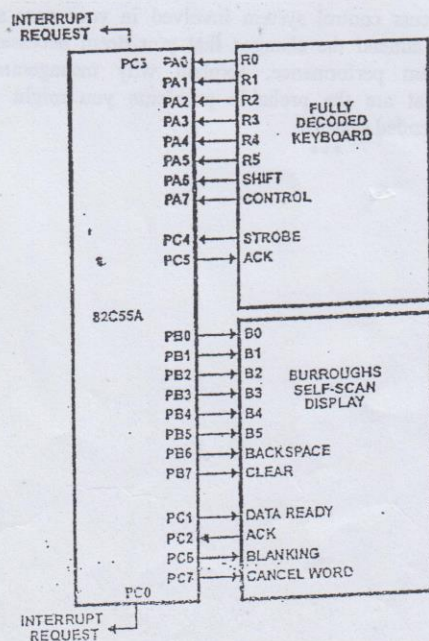 INTERRUPT
REQUEST
PC3 PA0 R0
PA1 R1
PA2 R2
PA3 R3
PA4 R4
PA5 R5
PA6 SHIFT
PA7 CONTROL
FULLY
DECODED
KEYBOARD
PC4 STROBE
PC5 ACK
82C55A
PB0 B0
PB1 B1
PB2 B2
PB3 B3
PB4 B4
PB5 B5
PB6 BACKSPACE
PB7 CLEAR
BURROUGHS
SELF-SCAN
DISPLAY
PC1 DATA READY
PC2 ACK
PC6 BLANKING
PC7 CANCEL WORD
PC0
INTERRUPT
REQUEST